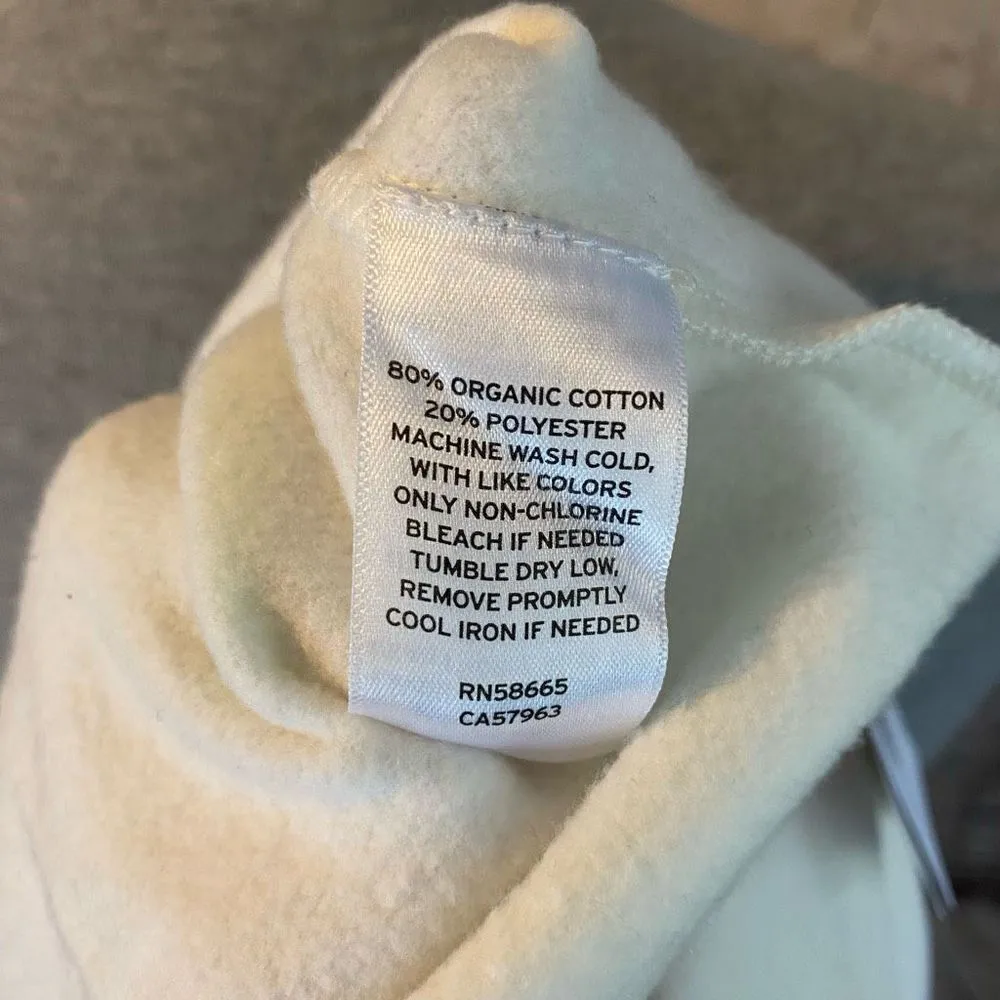 80% ORGANIC COTTON
20% POLYESTER
MACHINE WASH COLD,
WITH LIKE COLORS
ONLY NON-CHLORINE
BLEACH IF NEEDED
TUMBLE DRY LOW,
REMOVE PROMPTLY
COOL IRON IF NEEDED
RN58665
CA57963